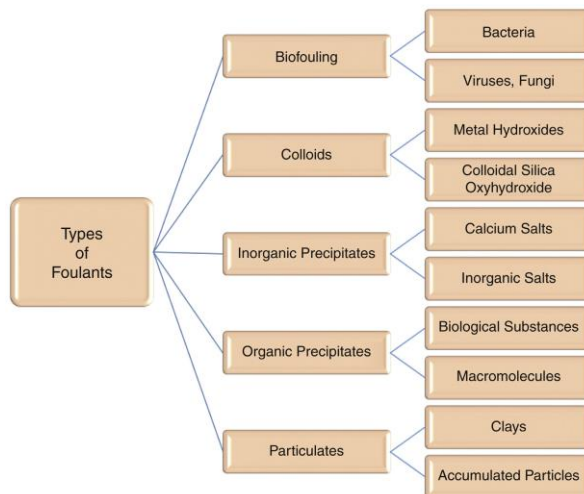 Types
of
Foulants
Biofouling
Bacteria
Viruses, Fungi
Colloids
Metal Hydroxides
Colloidal Silica
Oxyhydroxide
Inorganic Precipitates
Calcium Salts
Inorganic Salts
Organic Precipitates
Biological Substances
Macromolecules
Particulates
Clays
Accumulated Particles